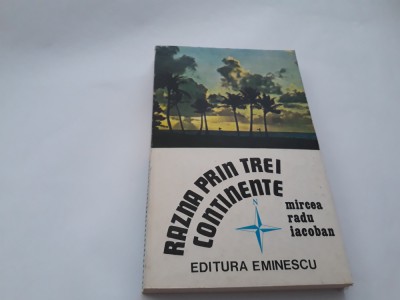 RAZNA PRIN TREI
CONTINENTE
N
mircea
radu
iacoban
EDITURA EMINESCU